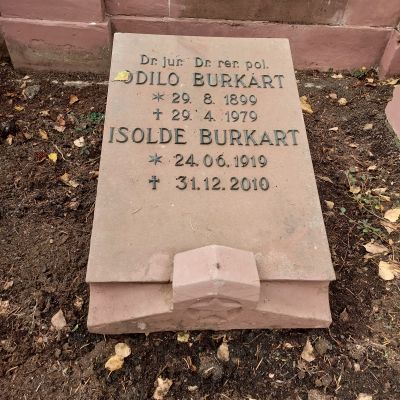 Dr. jur. Dr. rer. pol.
ODILO BURKART
* 29. 8. 1899
✝ 29. 4. 1979
ISOLDE BURKART
* 24.06.1919
✝ 31.12.2010